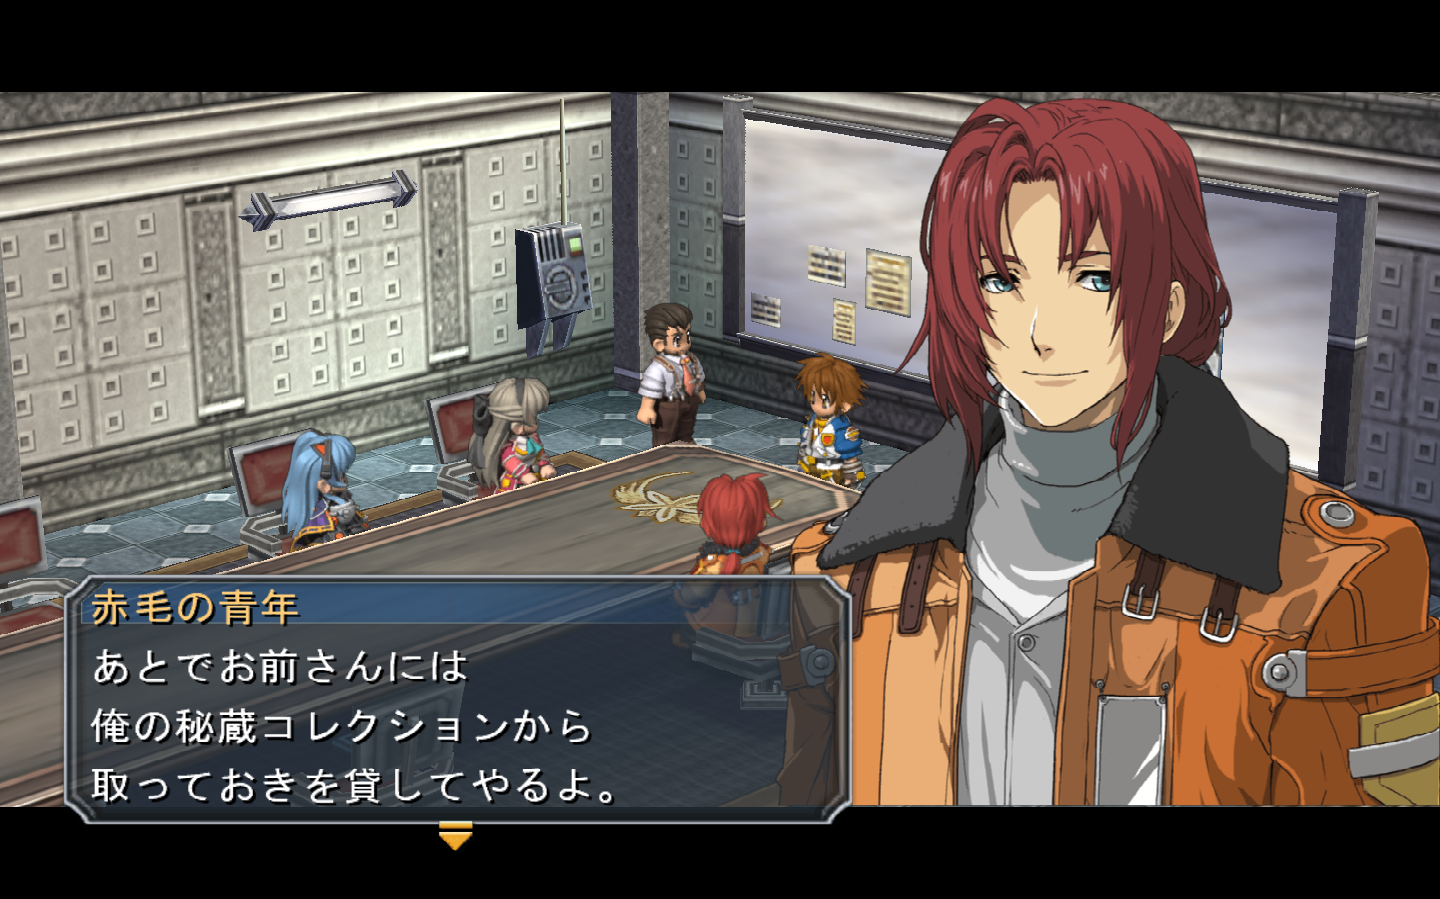 赤毛の青年
あとでお前さんには
俺の秘蔵コレクションから
取っておきを貸してやるよ。